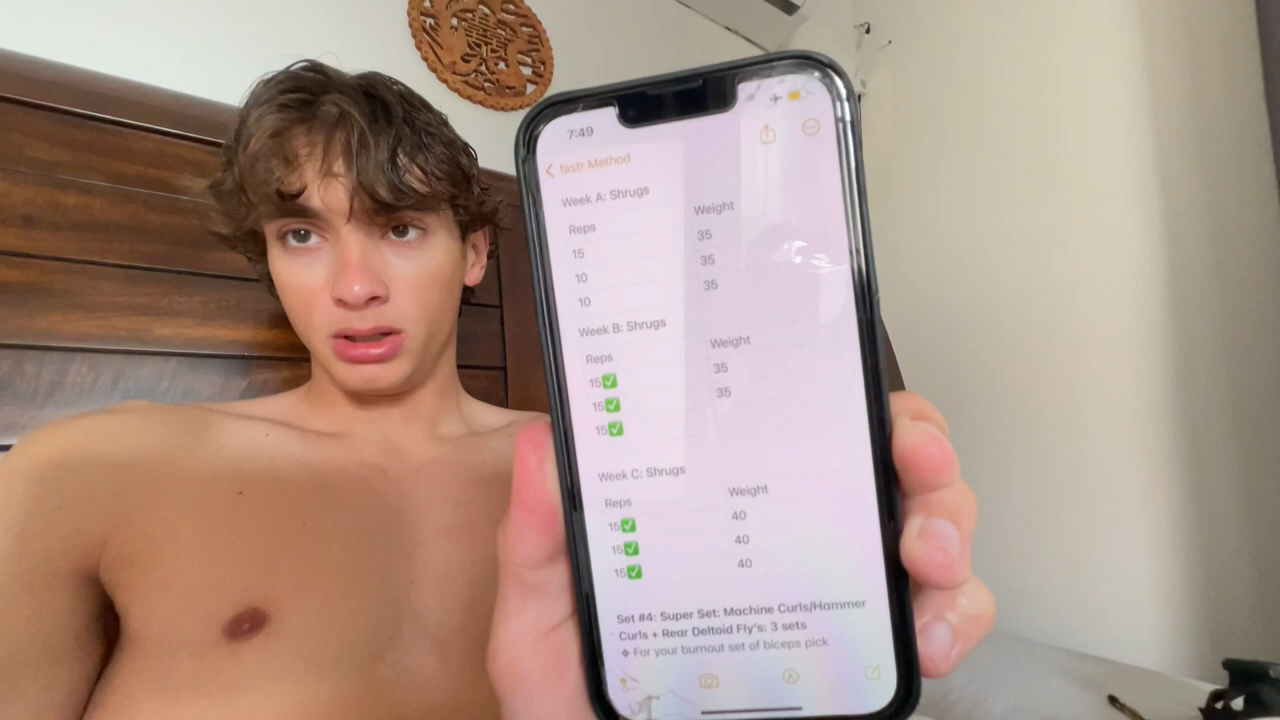 7:49
fastr Method
Week A: Shrugs
Reps Weight
15 35
10 35
10 35
Week B: Shrugs
Reps Weight
15✅ 35
15✅ 35
15✅
Week C: Shrugs
Reps Weight
15✅ 40
15✅ 40
15✅ 40
Set #4: Super Set: Machine Curls/Hammer
Curls + Rear Deltoid Fly's: 3 sets
❖ For your burnout set of biceps pick